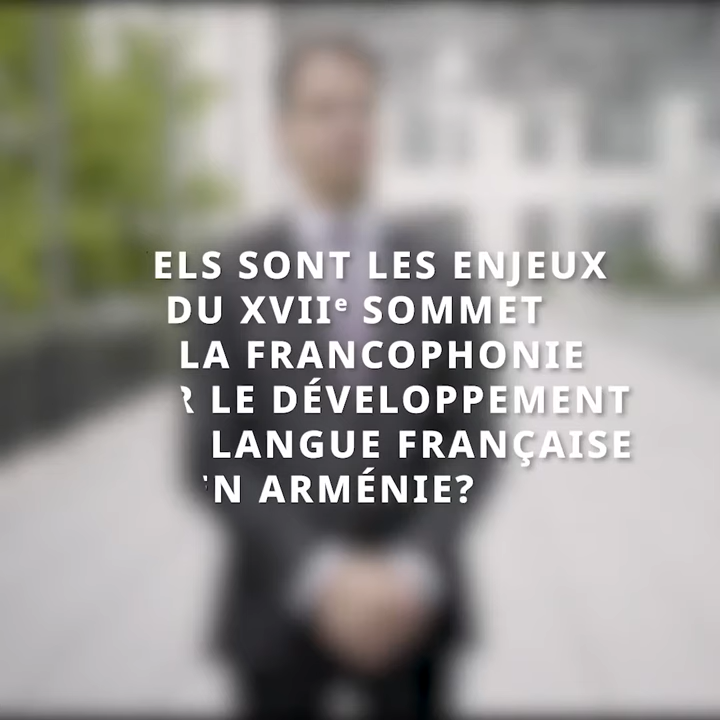 ELS SONT LES ENJEUX
DU XVIIᵉ SOMMET
LA FRANCOPHONIE
R LE DÉVELOPPEMENT
LANGUE FRANÇAISE
N ARMÉNIE?